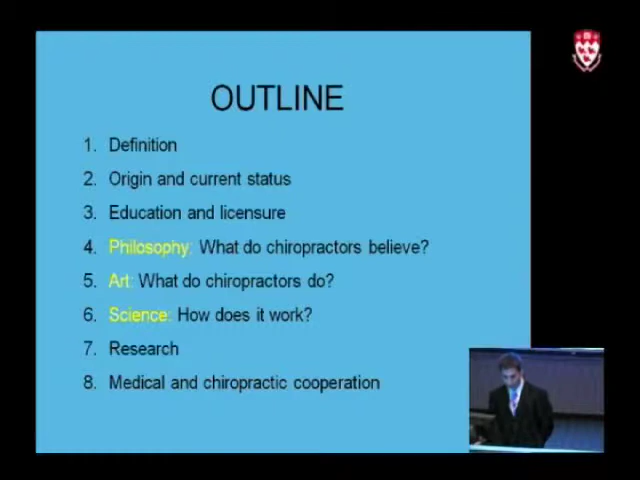 OUTLINE
1. Definition
2. Origin and current status
3. Education and licensure
4. Philosophy: What do chiropractors believe?
5. Art: What do chiropractors do?
6. Science: How does it work?
7. Research
8. Medical and chiropractic cooperation